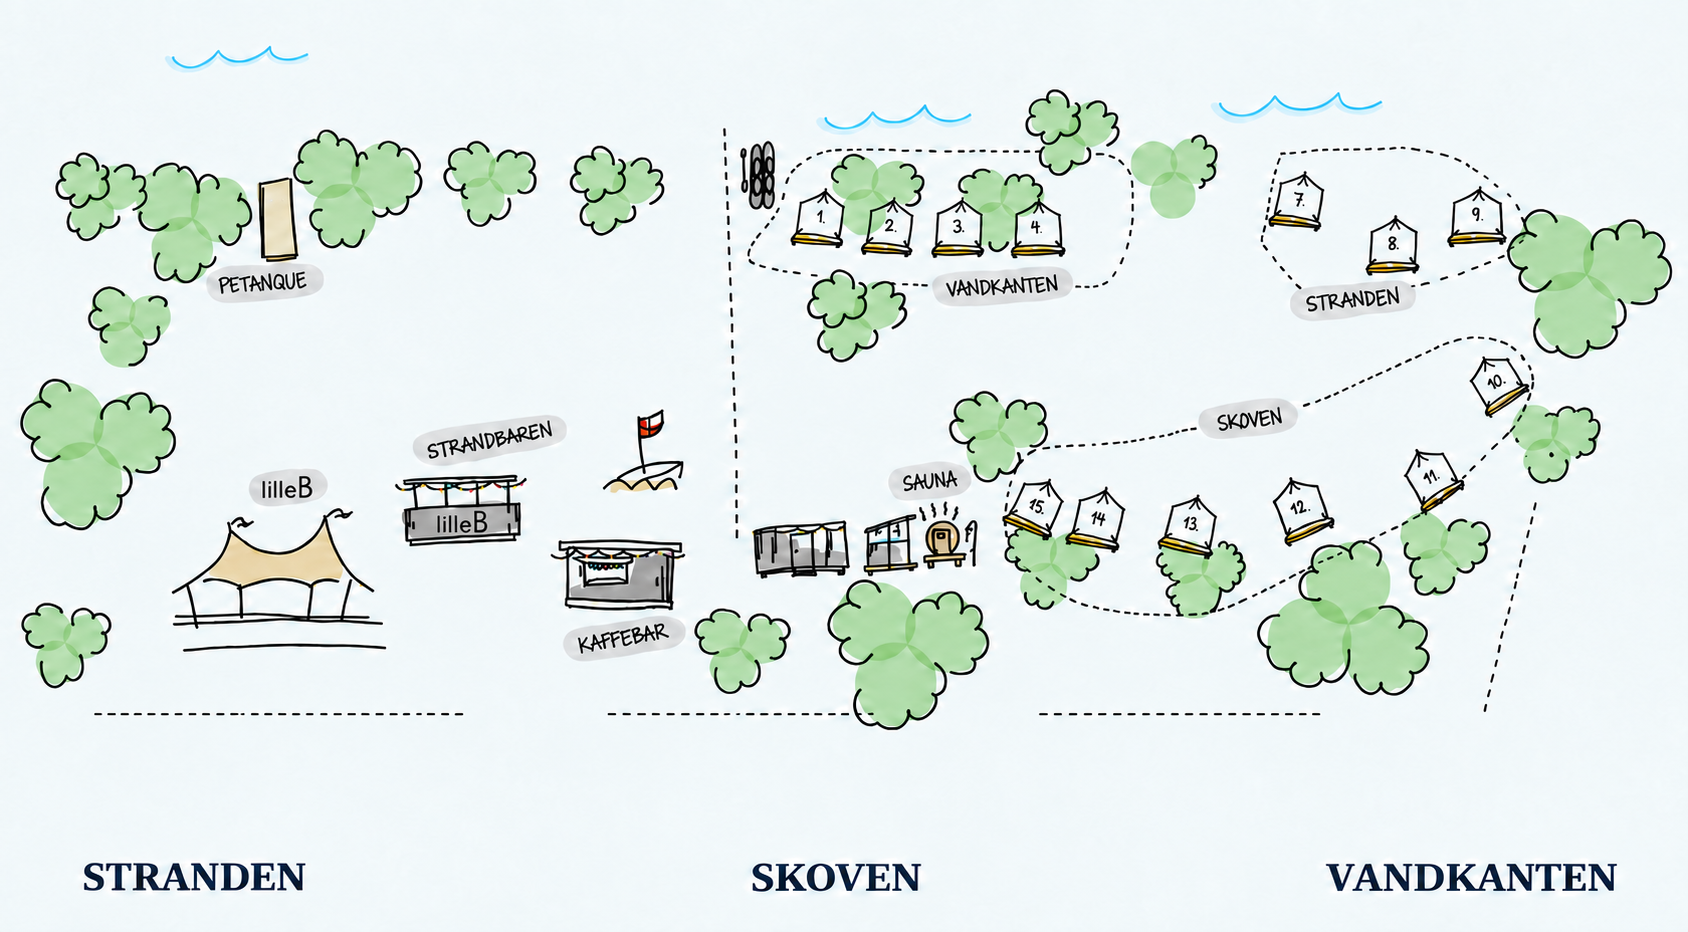 PETANQUE
lilleB
STRANDBAREN
lilleB
KAFFEBAR
1.
2.
3.
4.
VANDKANTEN
7.
8.
9.
STRANDEN
SKOVEN
10.
11.
12.
13.
14
15.
SAUNA
STRANDEN
SKOVEN
VANDKANTEN